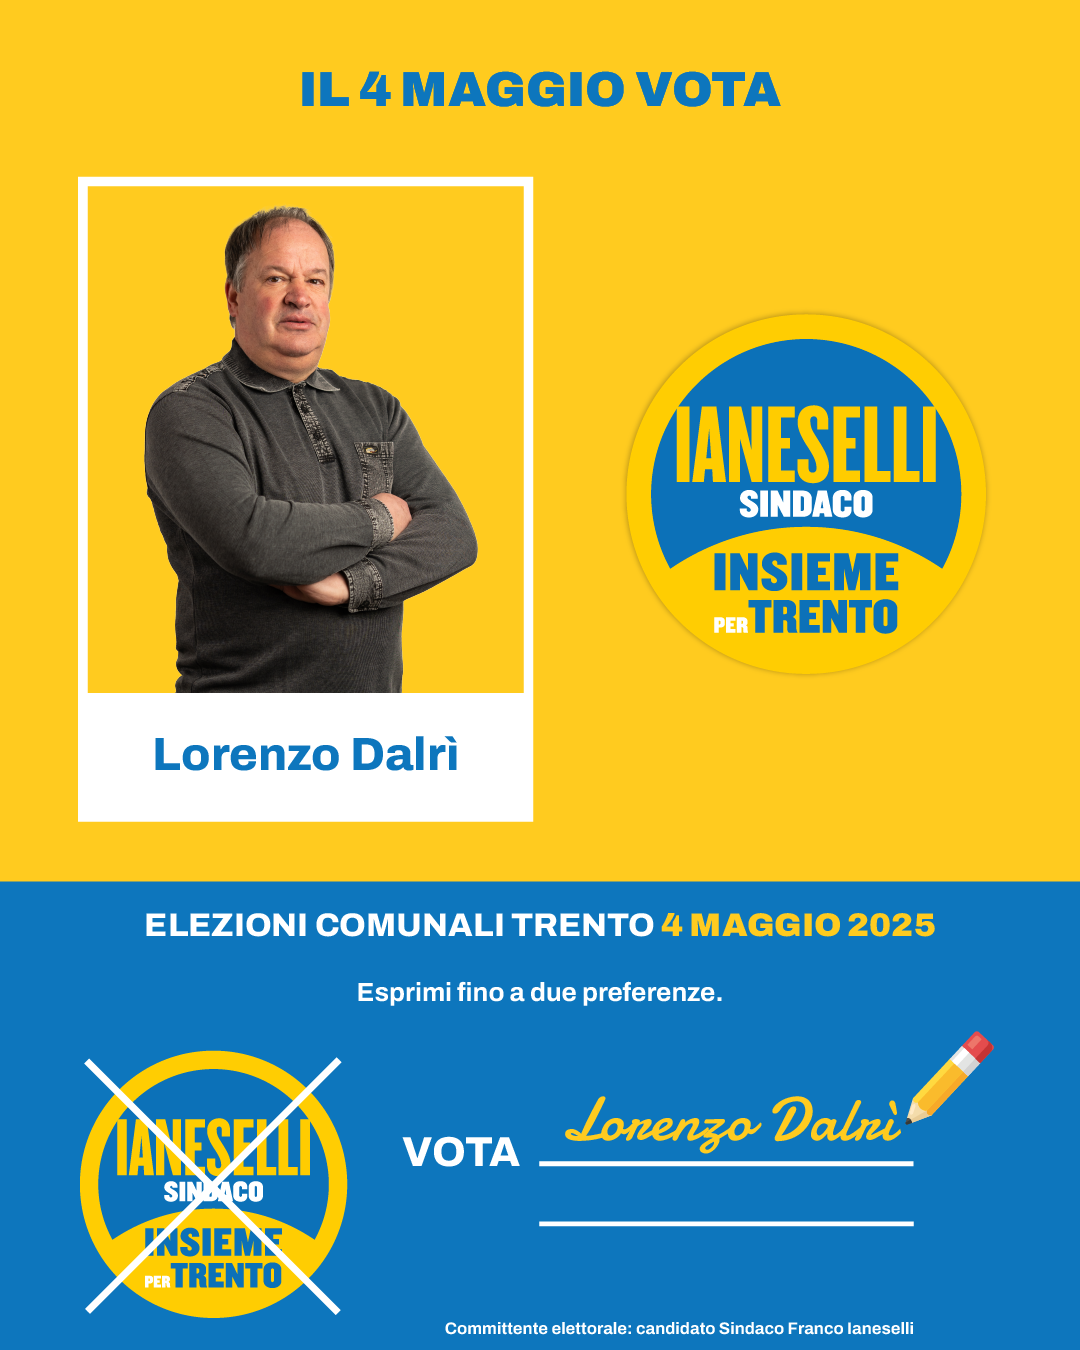 IL 4 MAGGIO VOTA
IANESELLI
SINDACO
INSIEME
PER TRENTO
Lorenzo Dalrì
ELEZIONI COMUNALI TRENTO 4 MAGGIO 2025
Esprimi fino a due preferenze.
IANESELLI
SINDACO
INSIEME
PER TRENTO
VOTA
Lorenzo Dalrì
Committente elettorale: candidato Sindaco Franco Ianeselli